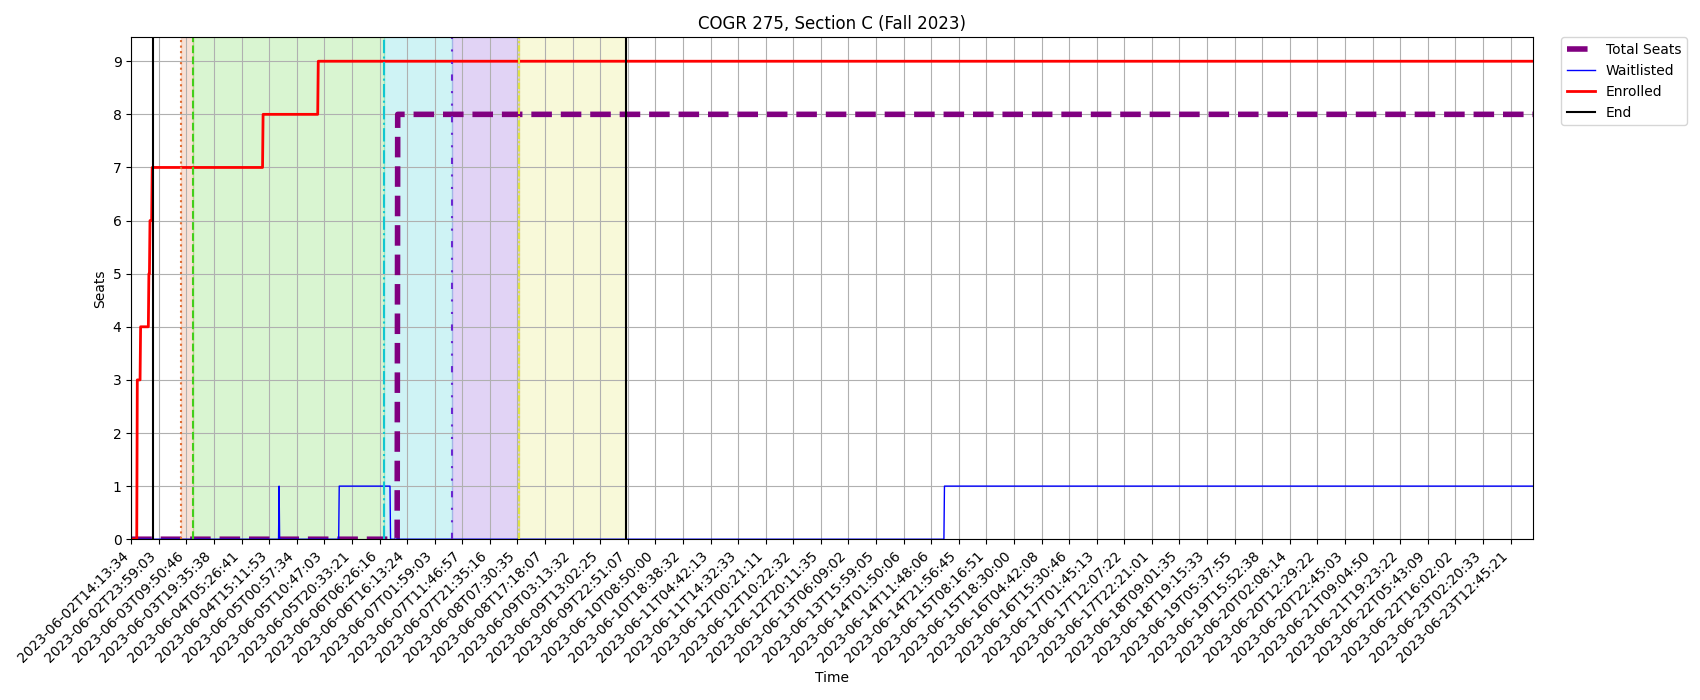 COGR 275, Section C (Fall 2023)
Total Seats
Waitlisted
Enrolled
End
Seats
9
8
7
6
5
4
3
2
1
0
2023-06-02T14:13:34
2023-06-02T23:59:03
2023-06-03T09:50:46
2023-06-03T19:35:38
2023-06-04T05:26:41
2023-06-04T15:11:53
2023-06-05T00:57:34
2023-06-05T10:47:03
2023-06-05T20:33:21
2023-06-06T06:26:16
2023-06-06T16:13:24
2023-06-07T01:59:03
2023-06-07T11:46:57
2023-06-07T21:35:16
2023-06-08T07:30:35
2023-06-08T17:18:07
2023-06-09T03:13:32
2023-06-09T13:02:25
2023-06-09T22:51:07
2023-06-10T08:50:00
2023-06-10T18:38:32
2023-06-11T04:42:13
2023-06-11T14:32:33
2023-06-12T00:21:11
2023-06-12T10:22:32
2023-06-12T20:11:35
2023-06-13T06:09:02
2023-06-13T15:59:05
2023-06-14T01:50:06
2023-06-14T11:48:06
2023-06-14T21:56:45
2023-06-15T08:16:51
2023-06-15T18:30:00
2023-06-16T04:42:08
2023-06-16T15:30:46
2023-06-17T01:45:13
2023-06-17T12:07:22
2023-06-17T22:21:01
2023-06-18T09:01:35
2023-06-18T19:15:33
2023-06-19T05:37:55
2023-06-19T15:52:38
2023-06-20T02:08:14
2023-06-20T12:29:22
2023-06-20T22:45:03
2023-06-21T09:04:50
2023-06-21T19:23:22
2023-06-22T05:43:09
2023-06-22T16:02:02
2023-06-23T02:20:33
2023-06-23T12:45:21
Time